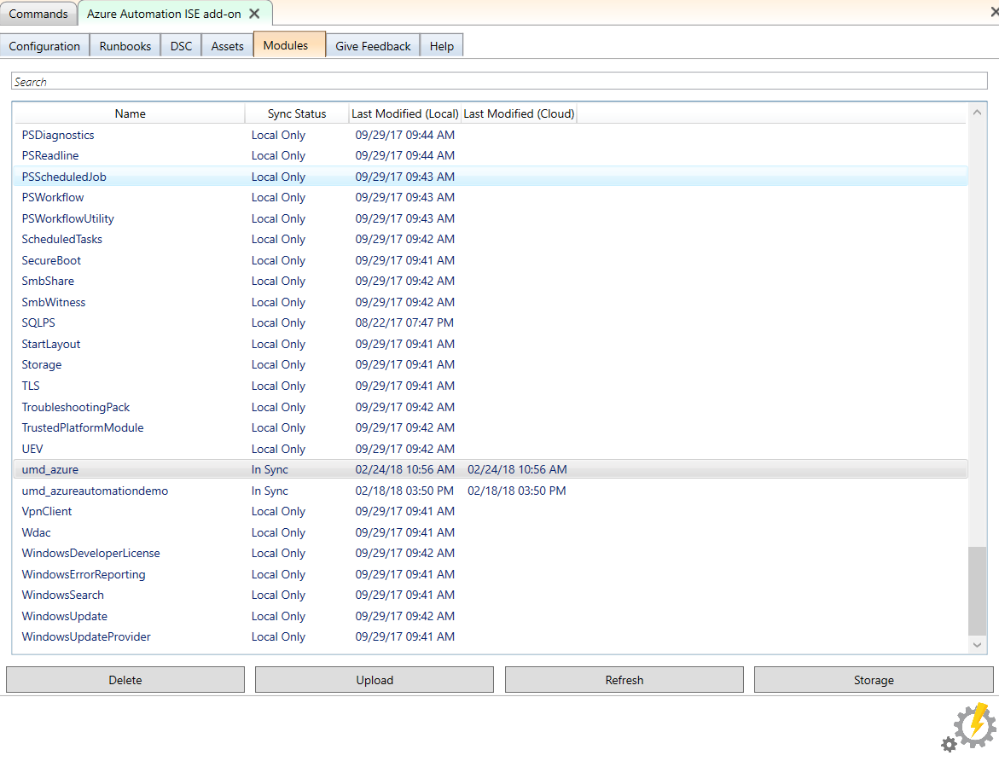 Commands Azure Automation ISE add-on
Configuration Runbooks DSC Assets Modules Give Feedback Help
Search
Name Sync Status Last Modified (Local) Last Modified (Cloud)
PSDiagnostics Local Only 09/29/17 09:44 AM
PSReadline Local Only 09/29/17 09:44 AM
PSScheduledJob Local Only 09/29/17 09:43 AM
PSWorkflow Local Only 09/29/17 09:43 AM
PSWorkflowUtility Local Only 09/29/17 09:43 AM
ScheduledTasks Local Only 09/29/17 09:42 AM
SecureBoot Local Only 09/29/17 09:41 AM
SmbShare Local Only 09/29/17 09:42 AM
SmbWitness Local Only 09/29/17 09:42 AM
SQLPS Local Only 08/22/17 07:47 PM
StartLayout Local Only 09/29/17 09:41 AM
Storage Local Only 09/29/17 09:41 AM
TLS Local Only 09/29/17 09:41 AM
TroubleshootingPack Local Only 09/29/17 09:42 AM
TrustedPlatformModule Local Only 09/29/17 09:42 AM
UEV Local Only 09/29/17 09:42 AM
umd_azure In Sync 02/24/18 10:56 AM 02/24/18 10:56 AM
umd_azureautomationdemo In Sync 02/18/18 03:50 PM 02/18/18 03:50 PM
VpnClient Local Only 09/29/17 09:41 AM
Wdac Local Only 09/29/17 09:41 AM
WindowsDeveloperLicense Local Only 09/29/17 09:42 AM
WindowsErrorReporting Local Only 09/29/17 09:41 AM
WindowsSearch Local Only 09/29/17 09:41 AM
WindowsUpdate Local Only 09/29/17 09:42 AM
WindowsUpdateProvider Local Only 09/29/17 09:41 AM
Delete Upload Refresh Storage